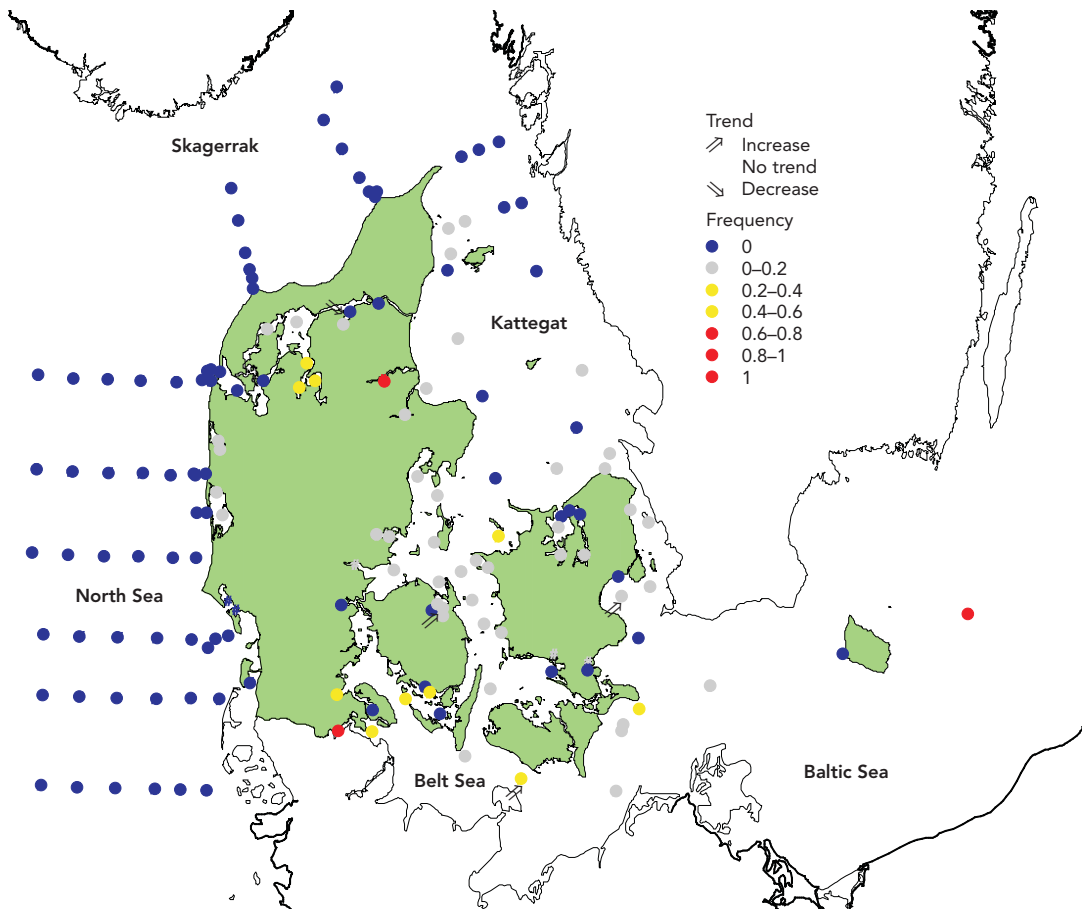 Skagerrak
Trend
Increase
No trend
Decrease
Frequency
0
0–0.2
0.2–0.4
0.4–0.6
0.6–0.8
0.8–1
1
Kattegat
North Sea
Belt Sea
Baltic Sea